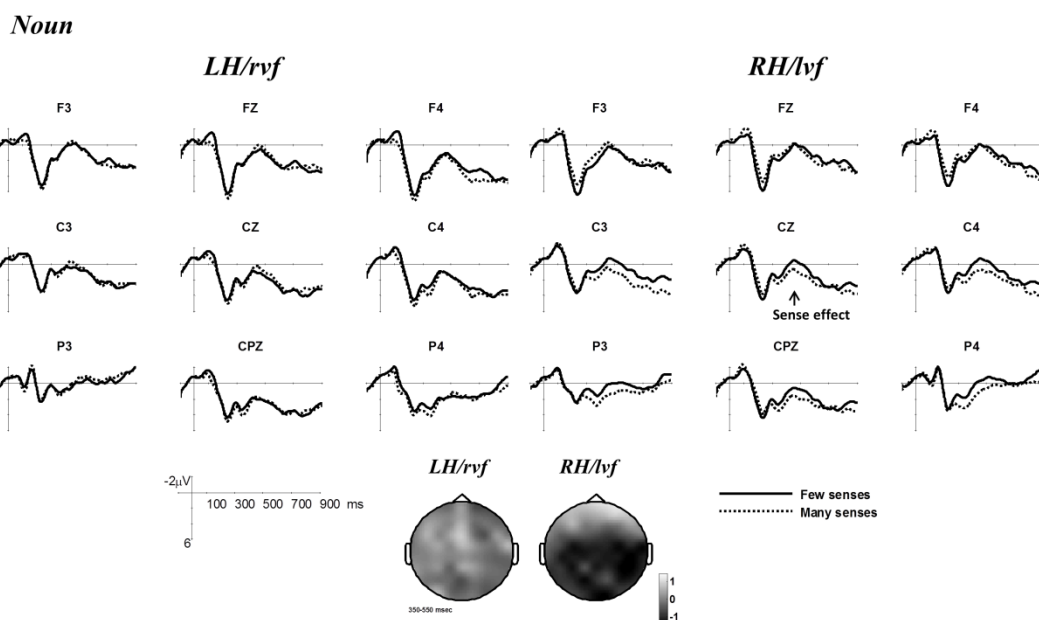 Noun
LH/rvf RH/lvf
F3 FZ F4 F3 FZ F4
C3 CZ C4 C3 CZ C4
Sense effect
P3 CPZ P4 P3 CPZ P4
LH/rvf RH/lvf
-2μV
100 300 500 700 900 ms
6
Few senses
Many senses
350-550 msec
1
0
-1